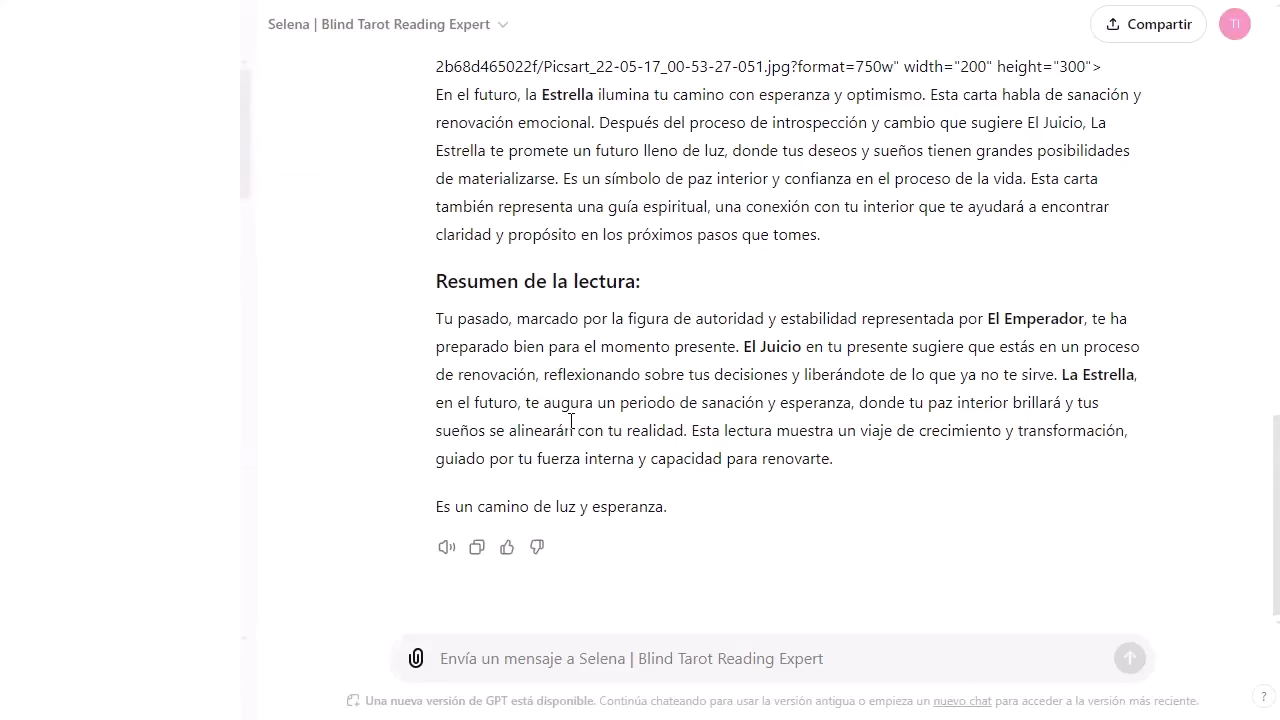 Selena | Blind Tarot Reading Expert
Compartir
TI
2b68d465022f/Picsart_22-05-17_00-53-27-051.jpg?format=750w" width="200" height="300">
En el futuro, la Estrella ilumina tu camino con esperanza y optimismo. Esta carta habla de sanación y
renovación emocional. Después del proceso de introspección y cambio que sugiere El Juicio, La
Estrella te promete un futuro lleno de luz, donde tus deseos y sueños tienen grandes posibilidades
de materializarse. Es un símbolo de paz interior y confianza en el proceso de la vida. Esta carta
también representa una guía espiritual, una conexión con tu interior que te ayudará a encontrar
claridad y propósito en los próximos pasos que tomes.
Resumen de la lectura:
Tu pasado, marcado por la figura de autoridad y estabilidad representada por El Emperador, te ha
preparado bien para el momento presente. El Juicio en tu presente sugiere que estás en un proceso
de renovación, reflexionando sobre tus decisiones y liberándote de lo que ya no te sirve. La Estrella,
en el futuro, te augura un periodo de sanación y esperanza, donde tu paz interior brillará y tus
sueños se alinearán con tu realidad. Esta lectura muestra un viaje de crecimiento y transformación,
guiado por tu fuerza interna y capacidad para renovarte.
Es un camino de luz y esperanza.
Envía un mensaje a Selena | Blind Tarot Reading Expert
Una nueva versión de GPT está disponible. Continúa chateando para usar la versión antigua o empieza un nuevo chat para acceder a la versión más reciente.
?